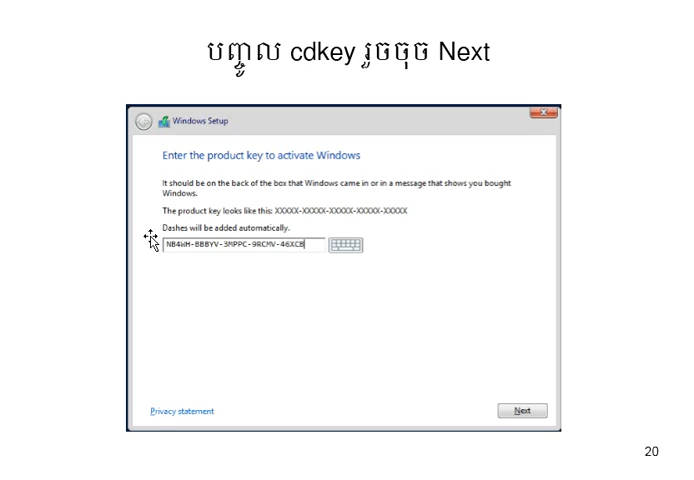 បញ្ចូល cdkey រួចចុច Next
Windows Setup
Enter the product key to activate Windows
It should be on the back of the box that Windows came in or in a message that shows you bought
Windows.
The product key looks like this: XXXXX-XXXXX-XXXXX-XXXXX-XXXXX
Dashes will be added automatically.
NB4WH-BBBYV-3MPPC-9RCMV-46XCB
Privacy statement
Next
20